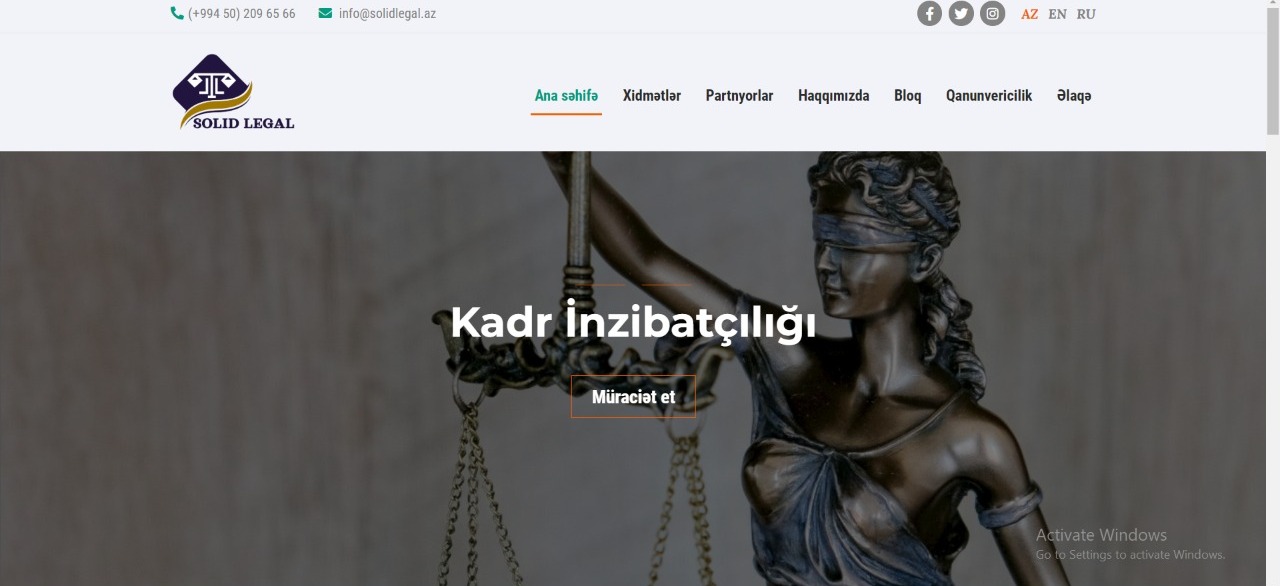 (+994 50) 209 65 66 info@solidlegal.az AZ EN RU
SOLID LEGAL
Ana səhifə Xidmətlər Partnyorlar Haqqımızda Bloq Qanunvericilik Əlaqə
Kadr İnzibatçılığı
Müraciət et
Activate Windows
Go to Settings to activate Windows.